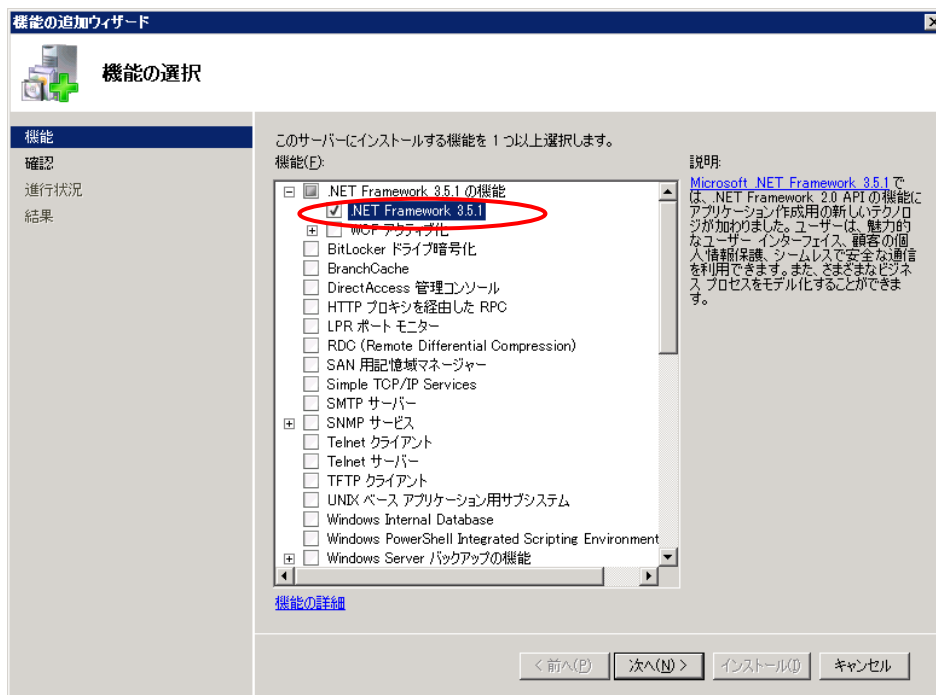 機能の追加ウィザード
機能の選択
機能
確認
進行状況
結果
このサーバーにインストールする機能を 1 つ以上選択します。
機能(F):
.NET Framework 3.5.1 の機能
.NET Framework 3.5.1
WCF アクティブ化
BitLocker ドライブ暗号化
BranchCache
DirectAccess 管理コンソール
HTTP プロキシを経由した RPC
LPR ポート モニター
RDC (Remote Differential Compression)
SAN 用記憶域マネージャー
Simple TCP/IP Services
SMTP サーバー
SNMP サービス
Telnet クライアント
Telnet サーバー
TFTP クライアント
UNIX ベース アプリケーション用サブシステム
Windows Internal Database
Windows PowerShell Integrated Scripting Environment
Windows Server バックアップの機能
機能の詳細
説明:
Microsoft .NET Framework 3.5.1 で
は、.NET Framework 2.0 API の機能に
アプリケーション作成用の新しいテクノロ
ジが加わりました。ユーザーは、魅力的
なユーザー インターフェイス、顧客の個
人情報保護、シームレスで安全な通信
を利用できます。また、さまざまなビジネ
ス プロセスをモデル化することができま
す。
< 前へ(P)
次へ(N) >
インストール(I)
キャンセル